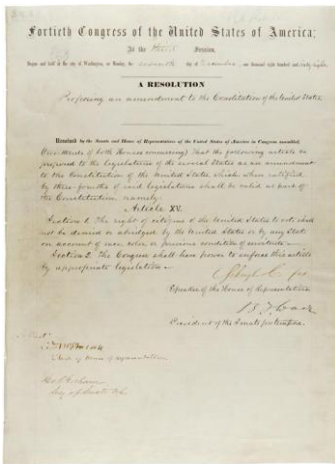 Fortieth Congress of the United States of America;
At the Third Session,
Begun and held at the city of Washington, on Monday, the seventh day of December, one thousand eight hundred and sixty-eight.
A RESOLUTION
Proposing an amendment to the Constitution of the United States.
Resolved by the Senate and House of Representatives of the United States of America in Congress assembled,
(two-thirds of both Houses concurring) That the following article be
proposed to the legislatures of the several States as an amendment
to the Constitution of the United States which, when ratified
by three-fourths of said legislatures shall be valid as part of
the Constitution, namely:
Article XV.
Section 1. The right of citizens of the United States to vote shall
not be denied or abridged by the United States or by any State
on account of race, color, or previous condition of servitude.
Section 2. The Congress shall have power to enforce this article
by appropriate legislation.
Speaker of the House of Representatives.
President of the Senate pro tempore.
Attest:
Clerk of House of Representatives